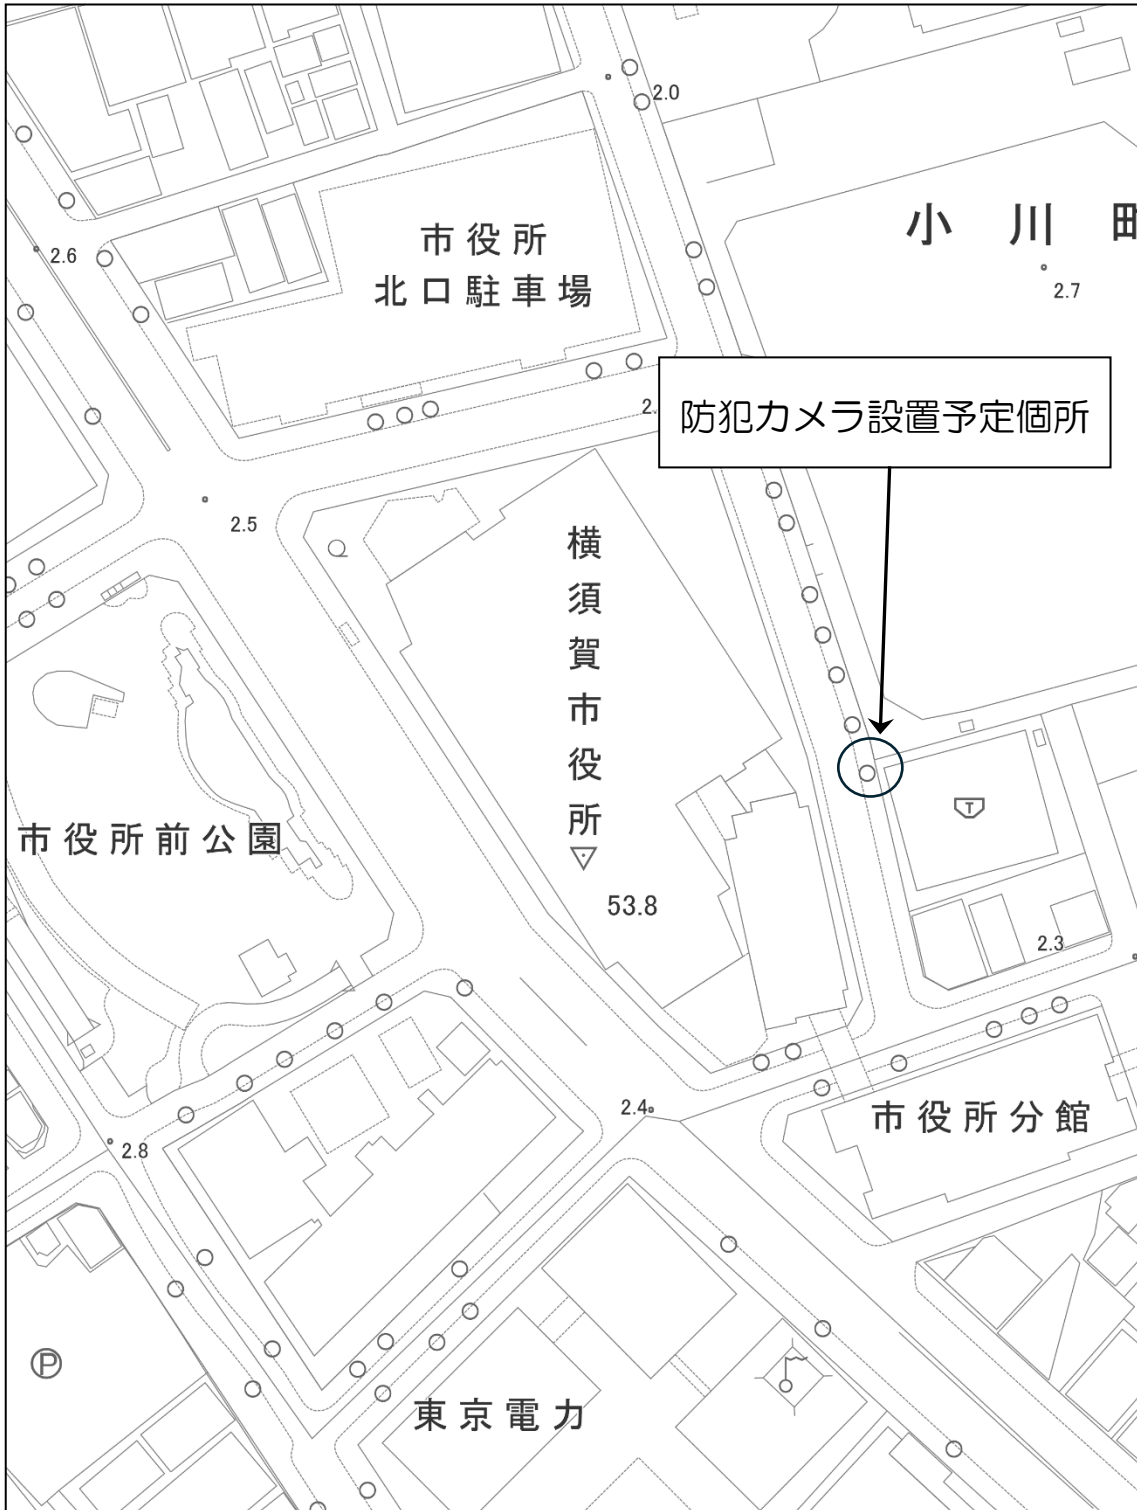 2.0
小川町
2.7
市役所
北口駐車場
2.6
2.
防犯カメラ設置予定個所
2.5
横須賀市役所
53.8
市役所前公園
T
2.3
2.4
市役所分館
2.8
P
東京電力